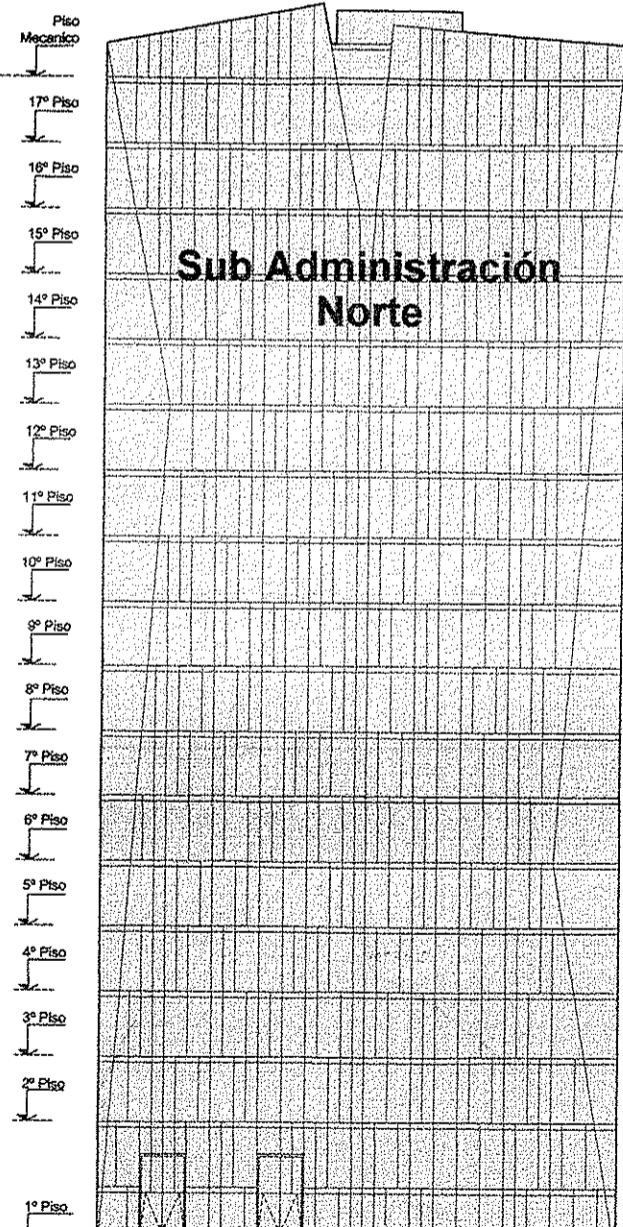 Piso
Mecanico
17º Piso
16º Piso
15º Piso
Sub Administración
Norte
14º Piso
13º Piso
12º Piso
11º Piso
10º Piso
9º Piso
8º Piso
7º Piso
6º Piso
5º Piso
4º Piso
3º Piso
2º Piso
1º Piso